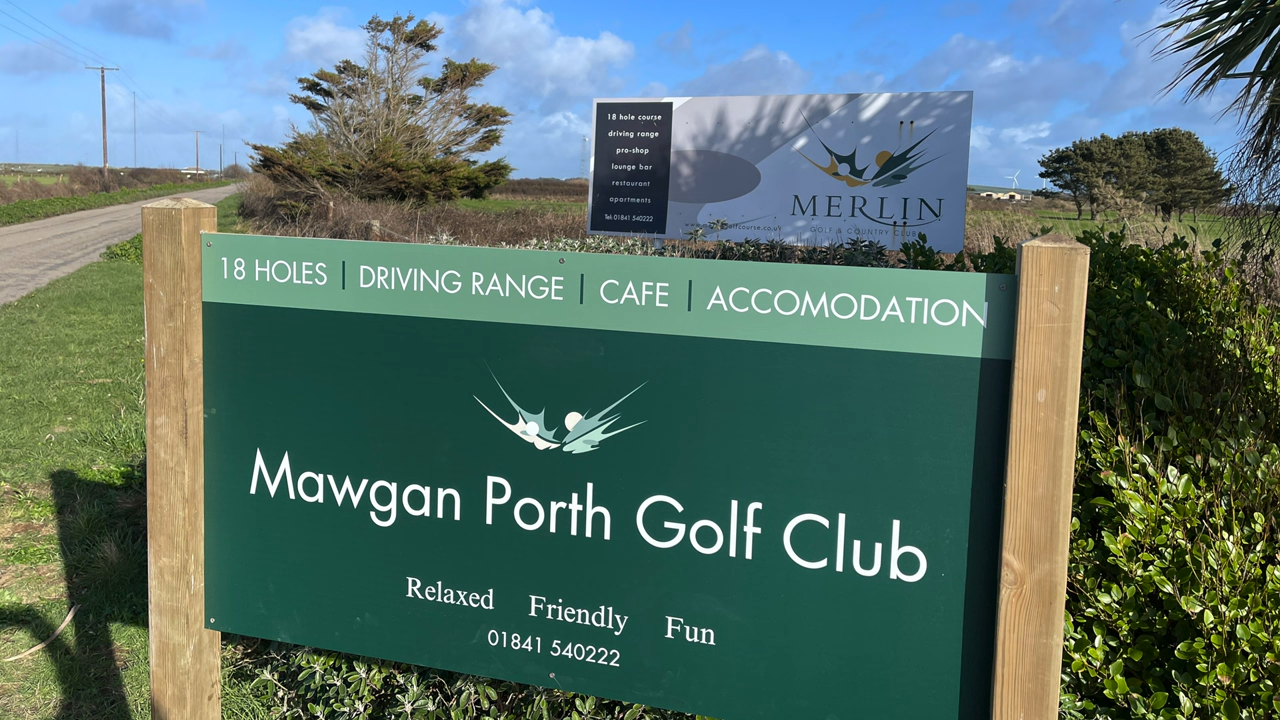 18 hole course
driving range
pro-shop
lounge bar
restaurant
apartments
Tel: 01841 540222
MERLIN
GOLF & COUNTRY CLUB
18 HOLES | DRIVING RANGE | CAFE | ACCOMODATION
Mawgan Porth Golf Club
Relaxed Friendly Fun
01841 540222